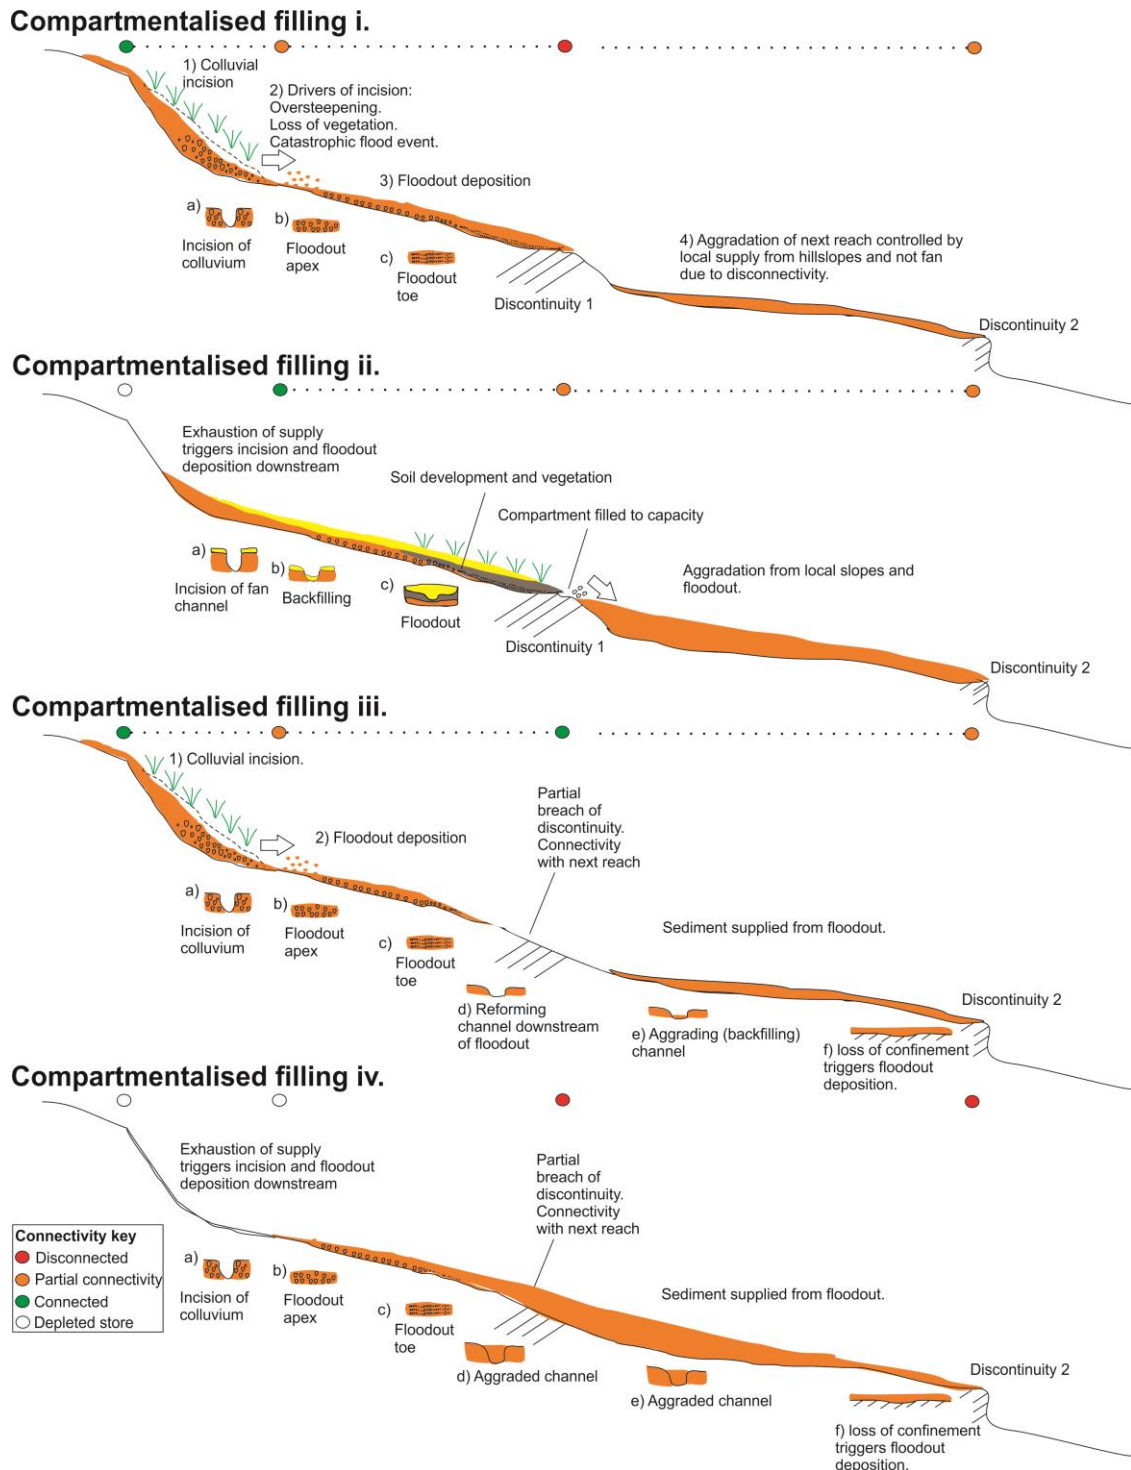 Compartmentalised filling i.
1) Colluvial
incision
2) Drivers of incision:
Oversteepening.
Loss of vegetation.
Catastrophic flood event.
3) Floodout deposition
a)
Incision of
colluvium
b)
Floodout
apex
c)
Floodout
toe
Discontinuity 1
4) Aggradation of next reach controlled by
local supply from hillslopes and not fan
due to disconnectivity.
Discontinuity 2
Compartmentalised filling ii.
Exhaustion of supply
triggers incision and floodout
deposition downstream
Soil development and vegetation
Compartment filled to capacity
a)
Incision of fan
channel
b)
Backfilling
c)
Floodout
Discontinuity 1
Aggradation from local slopes and
floodout.
Discontinuity 2
Compartmentalised filling iii.
1) Colluvial incision.
2) Floodout deposition
Partial
breach of
discontinuity.
Connectivity
with next reach
a)
Incision of
colluvium
b)
Floodout
apex
c)
Floodout
toe
d) Reforming
channel downstream
of floodout
Sediment supplied from floodout.
e) Aggrading (backfilling)
channel
Discontinuity 2
f) loss of confinement
triggers floodout
deposition.
Compartmentalised filling iv.
Exhaustion of supply
triggers incision and floodout
deposition downstream
Partial
breach of
discontinuity.
Connectivity
with next reach
Connectivity key
Disconnected
Partial connectivity
Connected
Depleted store
a)
Incision of
colluvium
b)
Floodout
apex
c)
Floodout
toe
d) Aggraded channel
Sediment supplied from floodout.
e) Aggraded channel
Discontinuity 2
f) loss of confinement
triggers floodout
deposition.